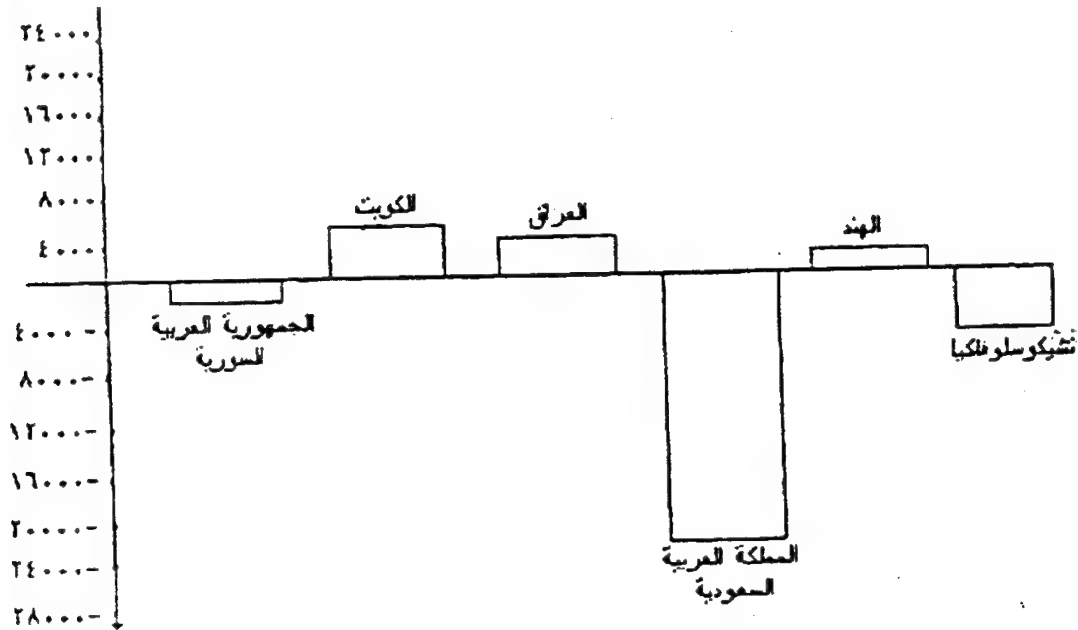 ٢٤٠٠٠
٢٠٠٠٠
١٦٠٠٠
١٢٠٠٠
٨٠٠٠
٤٠٠٠
٤٠٠٠ -
٨٠٠٠-
١٢٠٠٠-
١٦٠٠٠-
٢٠٠٠٠-
٢٤٠٠٠-
٢٨٠٠٠-
الجمهورية العربية
السورية
الكويت
العراق
المملكة العربية
السعودية
الهند
تشيكوسلوفاكيا